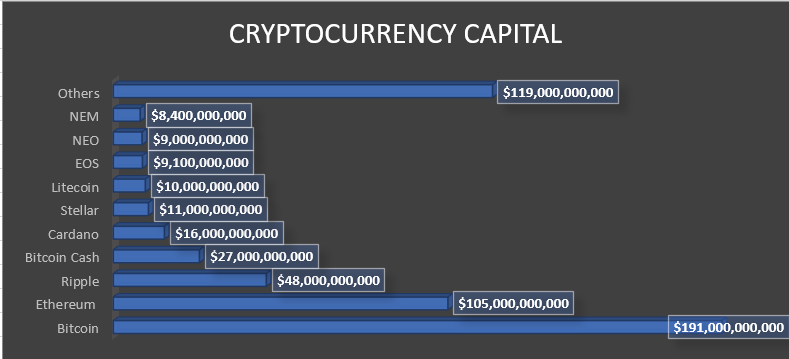 CRYPTOCURRENCY CAPITAL
Others $119,000,000,000
NEM $8,400,000,000
NEO $9,000,000,000
EOS $9,100,000,000
Litecoin $10,000,000,000
Stellar $11,000,000,000
Cardano $16,000,000,000
Bitcoin Cash $27,000,000,000
Ripple $48,000,000,000
Ethereum $105,000,000,000
Bitcoin $191,000,000,000